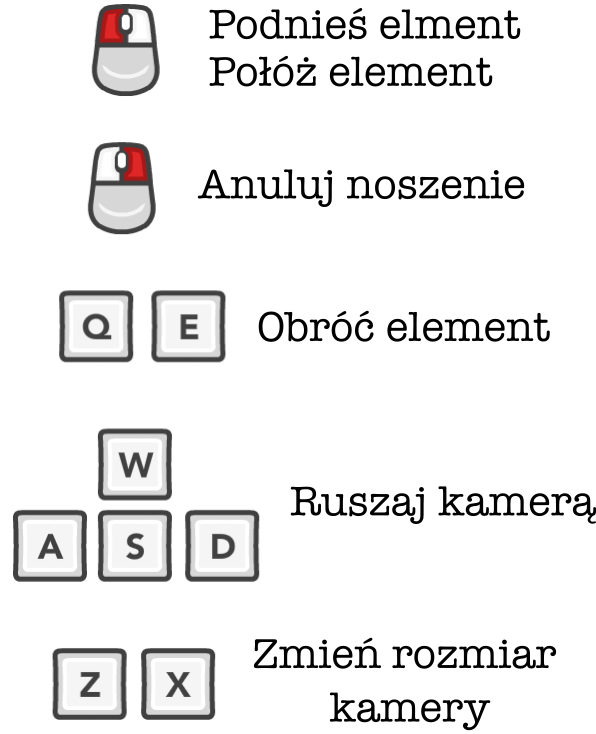 Podnieś elment
Połóż element
Anuluj noszenie
Q E Obróć element
W
Ruszaj kamerą
A S D
Zmień rozmiar
Z X
kamery